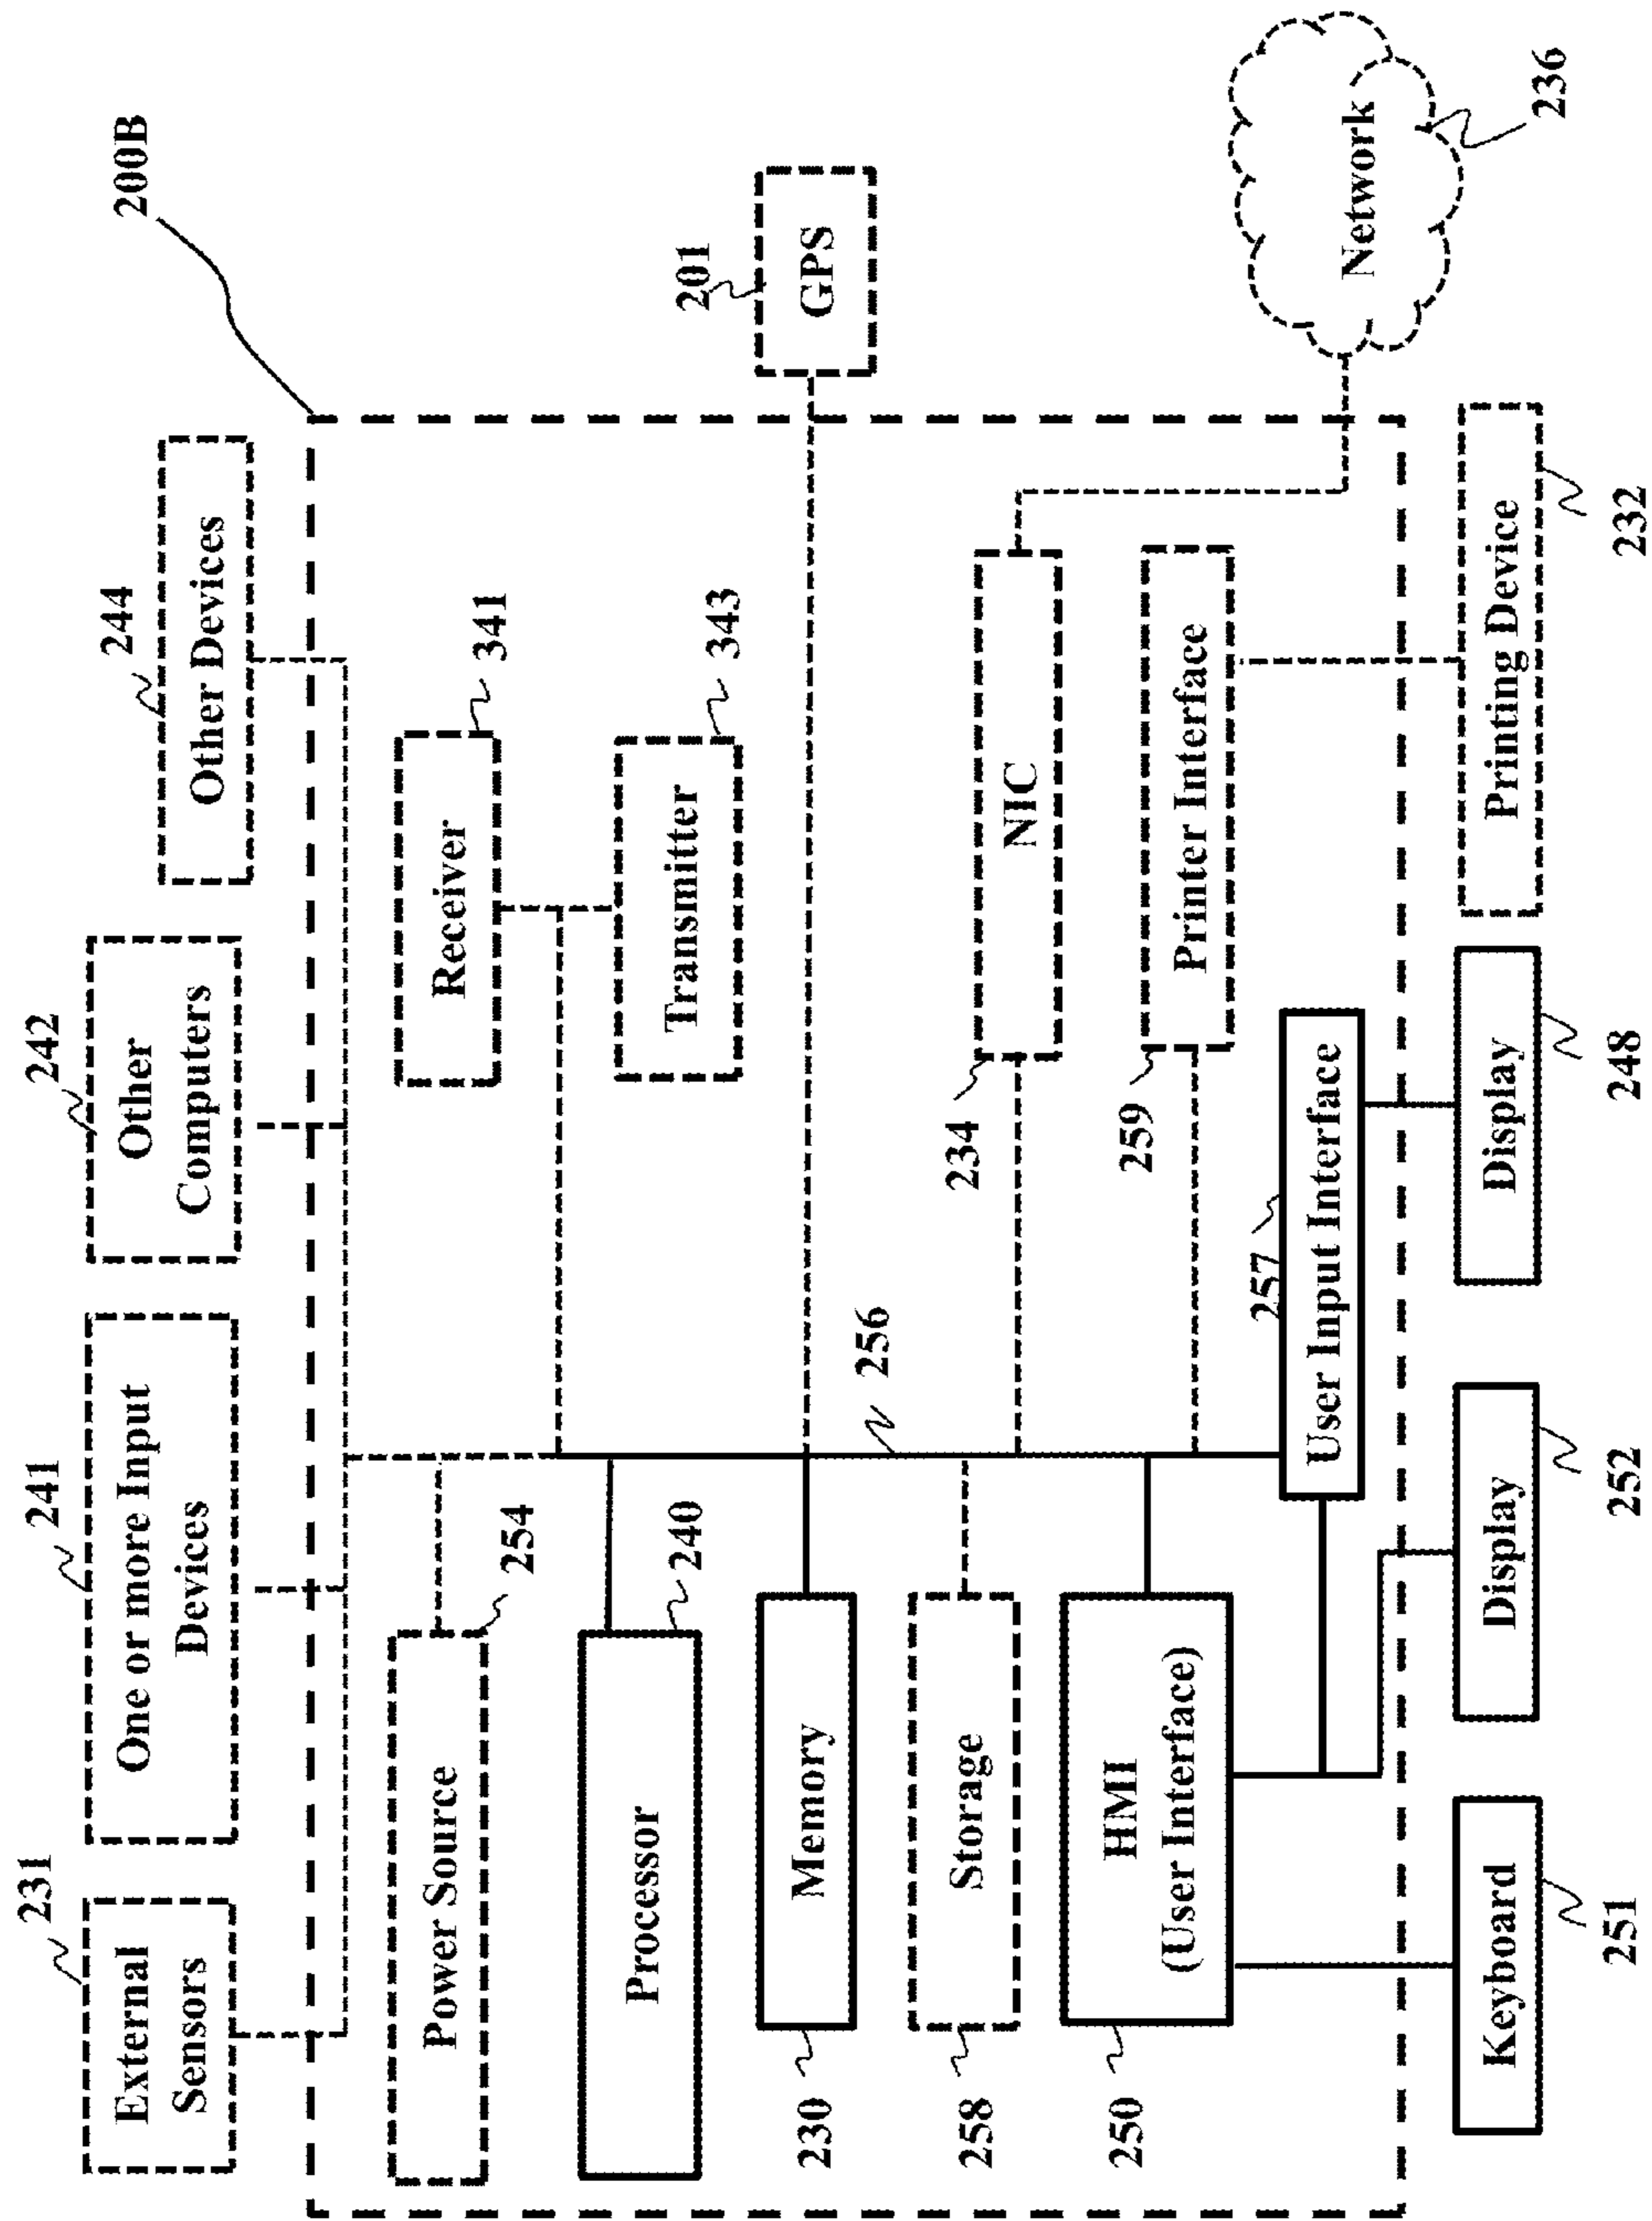 200B
231
241
242
244
External
Sensors
One or more Input
Devices
Other
Computers
Other Devices
Power Source
254
Receiver
341
Processor
240
Transmitter
343
201
GPS
Memory
230
256
Storage
258
234
NIC
HMI
(User Interface)
250
259
Printer Interface
257
User Input Interface
Network
236
Keyboard
Display
Display
Printing Device
251
252
248
232